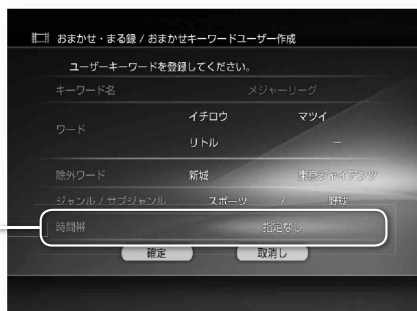 おまかせ・まる録 / おまかせキーワードユーザー作成
ユーザーキーワードを登録してください。
キーワード名 メジャーリーグ
ワード イチロウ マツイ
リトル －
除外ワード 新城 東京ジャイアンツ
ジャンル / サブジャンル スポーツ / 野球
時間帯 指定なし
確定 取消し